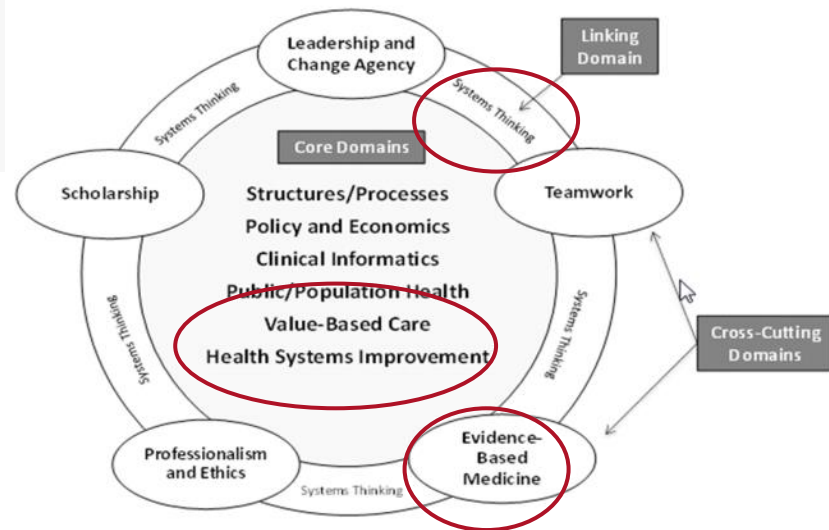 Leadership and
Change Agency
Linking
Domain
Systems Thinking
Systems Thinking
Core Domains
Scholarship
Teamwork
Structures/Processes
Policy and Economics
Clinical Informatics
Public/Population Health
Value-Based Care
Health Systems Improvement
Systems Thinking
Systems Thinking
Cross-Cutting
Domains
Professionalism
and Ethics
Evidence-
Based
Medicine
Systems Thinking